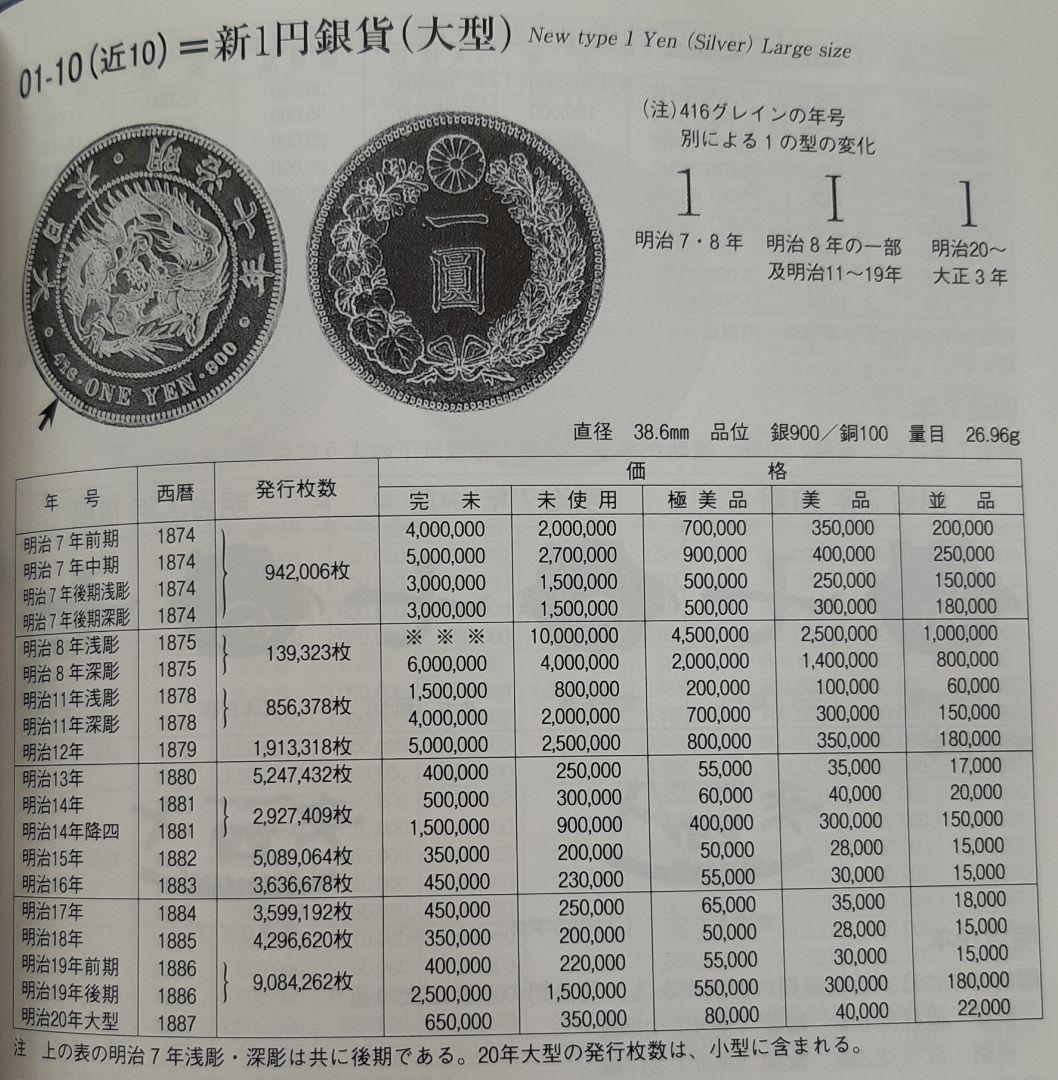 01-10(近10)=新1円銀貨(大型) New type 1 Yen (Silver) Large size
大日本・明治七年
416・ONE YEN・900
一圓
(注)416グレインの年号
別による1の型の変化
1 I 1
明治7・8年 明治8年の一部 明治20〜
及明治11〜19年 大正3年
直径 38.6mm 品位 銀900/銅100 量目 26.96g
年号 西暦 発行枚数 価格
完未 未使用 極美品 美品 並品
明治7年前期 1874 942,006枚 4,000,000 2,000,000 700,000 350,000 200,000
明治7年中期 1874 5,000,000 2,700,000 900,000 400,000 250,000
明治7年後期浅彫 1874 3,000,000 1,500,000 500,000 250,000 150,000
明治7年後期深彫 1874 3,000,000 1,500,000 500,000 300,000 180,000
明治8年浅彫 1875 139,323枚 ※※※ 10,000,000 4,500,000 2,500,000 1,000,000
明治8年深彫 1875 6,000,000 4,000,000 2,000,000 1,400,000 800,000
明治11年浅彫 1878 856,378枚 1,500,000 800,000 200,000 100,000 60,000
明治11年深彫 1878 4,000,000 2,000,000 700,000 300,000 150,000
明治12年 1879 1,913,318枚 5,000,000 2,500,000 800,000 350,000 180,000
明治13年 1880 5,247,432枚 400,000 250,000 55,000 35,000 17,000
明治14年 1881 2,927,409枚 500,000 300,000 60,000 40,000 20,000
明治14年降四 1881 1,500,000 900,000 400,000 300,000 150,000
明治15年 1882 5,089,064枚 350,000 200,000 50,000 28,000 15,000
明治16年 1883 3,636,678枚 450,000 230,000 55,000 30,000 15,000
明治17年 1884 3,599,192枚 450,000 250,000 65,000 35,000 18,000
明治18年 1885 4,296,620枚 350,000 200,000 50,000 28,000 15,000
明治19年前期 1886 9,084,262枚 400,000 220,000 55,000 30,000 15,000
明治19年後期 1886 2,500,000 1,500,000 550,000 300,000 180,000
明治20年大型 1887 650,000 350,000 80,000 40,000 22,000
注 上の表の明治7年浅彫・深彫は共に後期である。20年大型の発行枚数は、小型に含まれる。